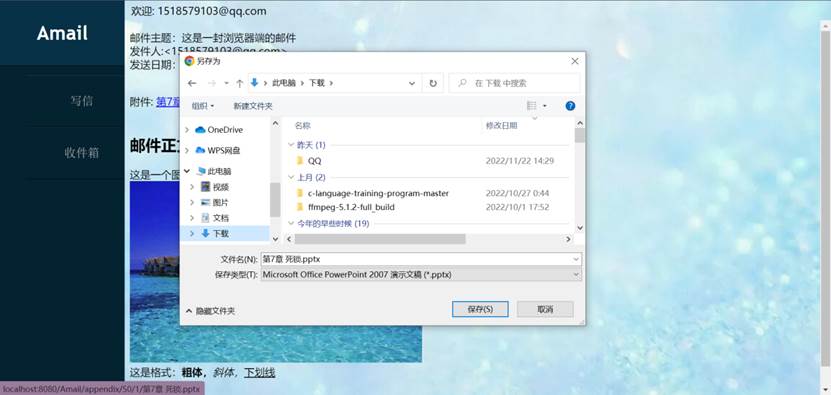 Amail
写信
收件箱
欢迎: 1518579103@qq.com
邮件主题：这是一封浏览器端的邮件
发件人:<1518579103@qq.com>
发送日期：
附件: 第7章
邮件正文
这是一个图
另存为
此电脑 > 下载 >
在 下载 中搜索
组织 新建文件夹
OneDrive
WPS网盘
此电脑
视频
图片
文档
下载
名称 修改日期
昨天 (1)
QQ 2022/11/22 14:29
上月 (2)
c-language-training-program-master 2022/10/27 0:44
ffmpeg-5.1.2-full_build 2022/10/1 17:52
今年的早些时候 (19)
文件名(N): 第7章 死锁.pptx
保存类型(T): Microsoft Office PowerPoint 2007 演示文稿 (*.pptx)
隐藏文件夹 保存(S) 取消
这是格式：粗体，斜体，下划线
localhost:8080/Amail/appendix/50/1/第7章 死锁.pptx